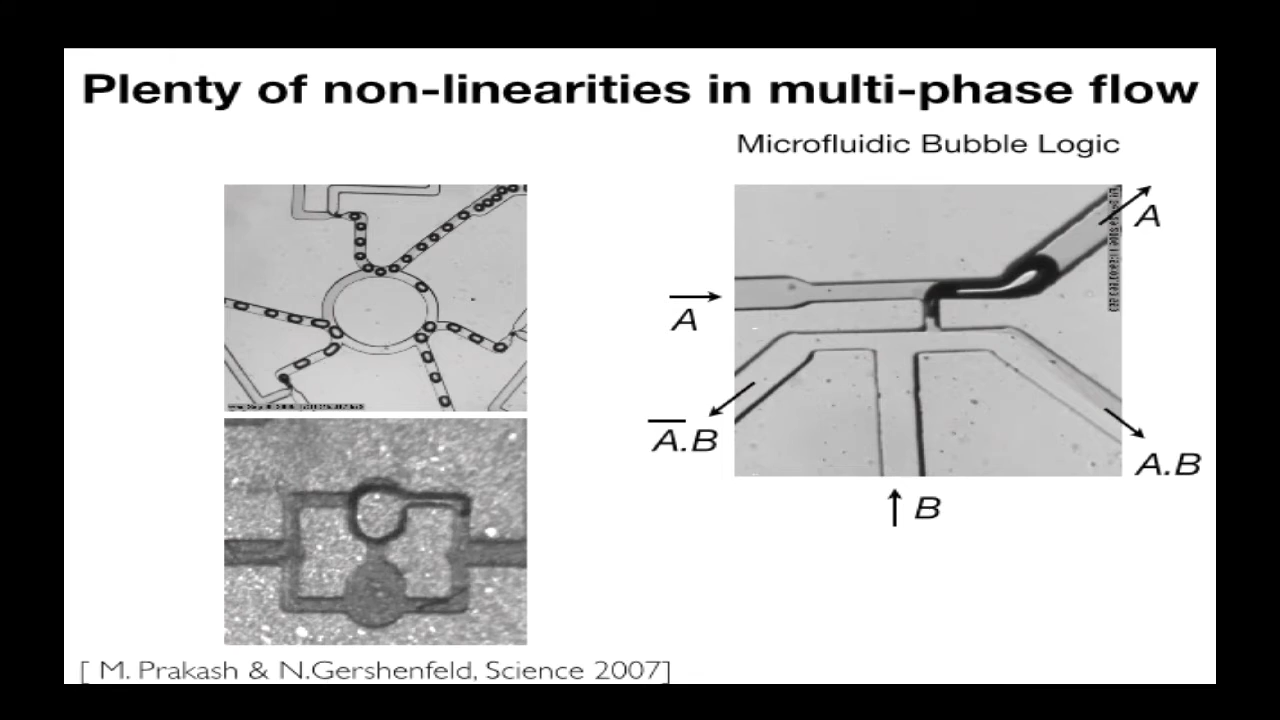 Plenty of non-linearities in multi-phase flow
Microfluidic Bubble Logic
A
A
A̅.B
A.B
B
[ M. Prakash & N.Gershenfeld, Science 2007]